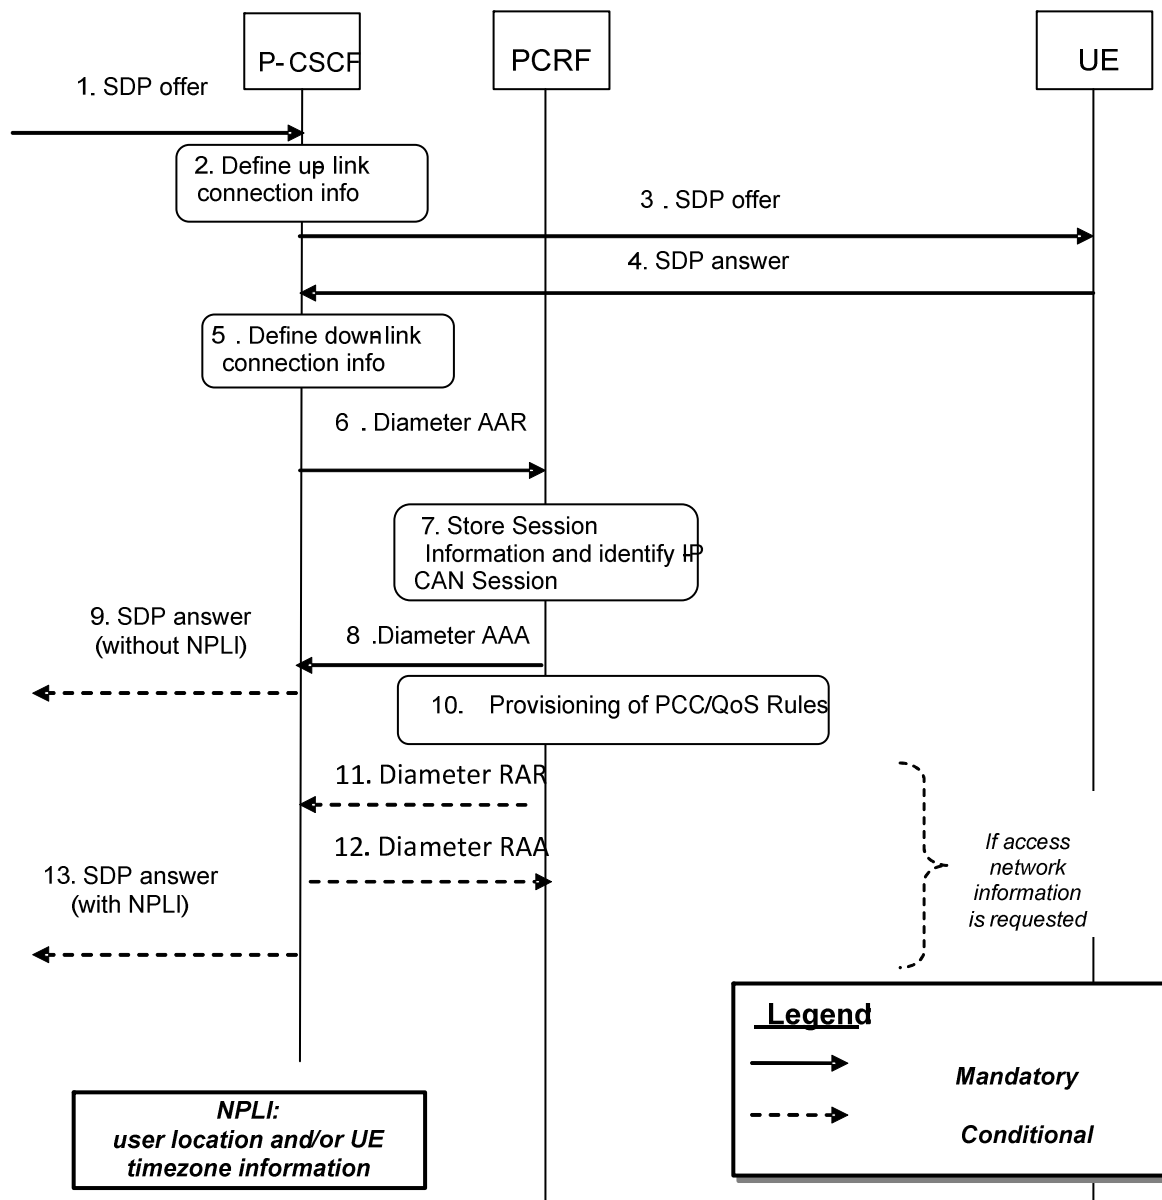 P-CSCF
PCRF
UE
1. SDP offer
2. Define up-link
connection info
3 . SDP offer
4. SDP answer
5 . Define down-link
connection info
6 . Diameter AAR
7. Store Session
Information and identify IP-
CAN Session
9. SDP answer
(without NPLI)
8 .Diameter AAA
10. Provisioning of PCC/QoS Rules
11. Diameter RAR
12. Diameter RAA
13. SDP answer
(with NPLI)
If access
network
information
is requested
Legend:
Mandatory
Conditional
NPLI:
user location and/or UE
timezone information